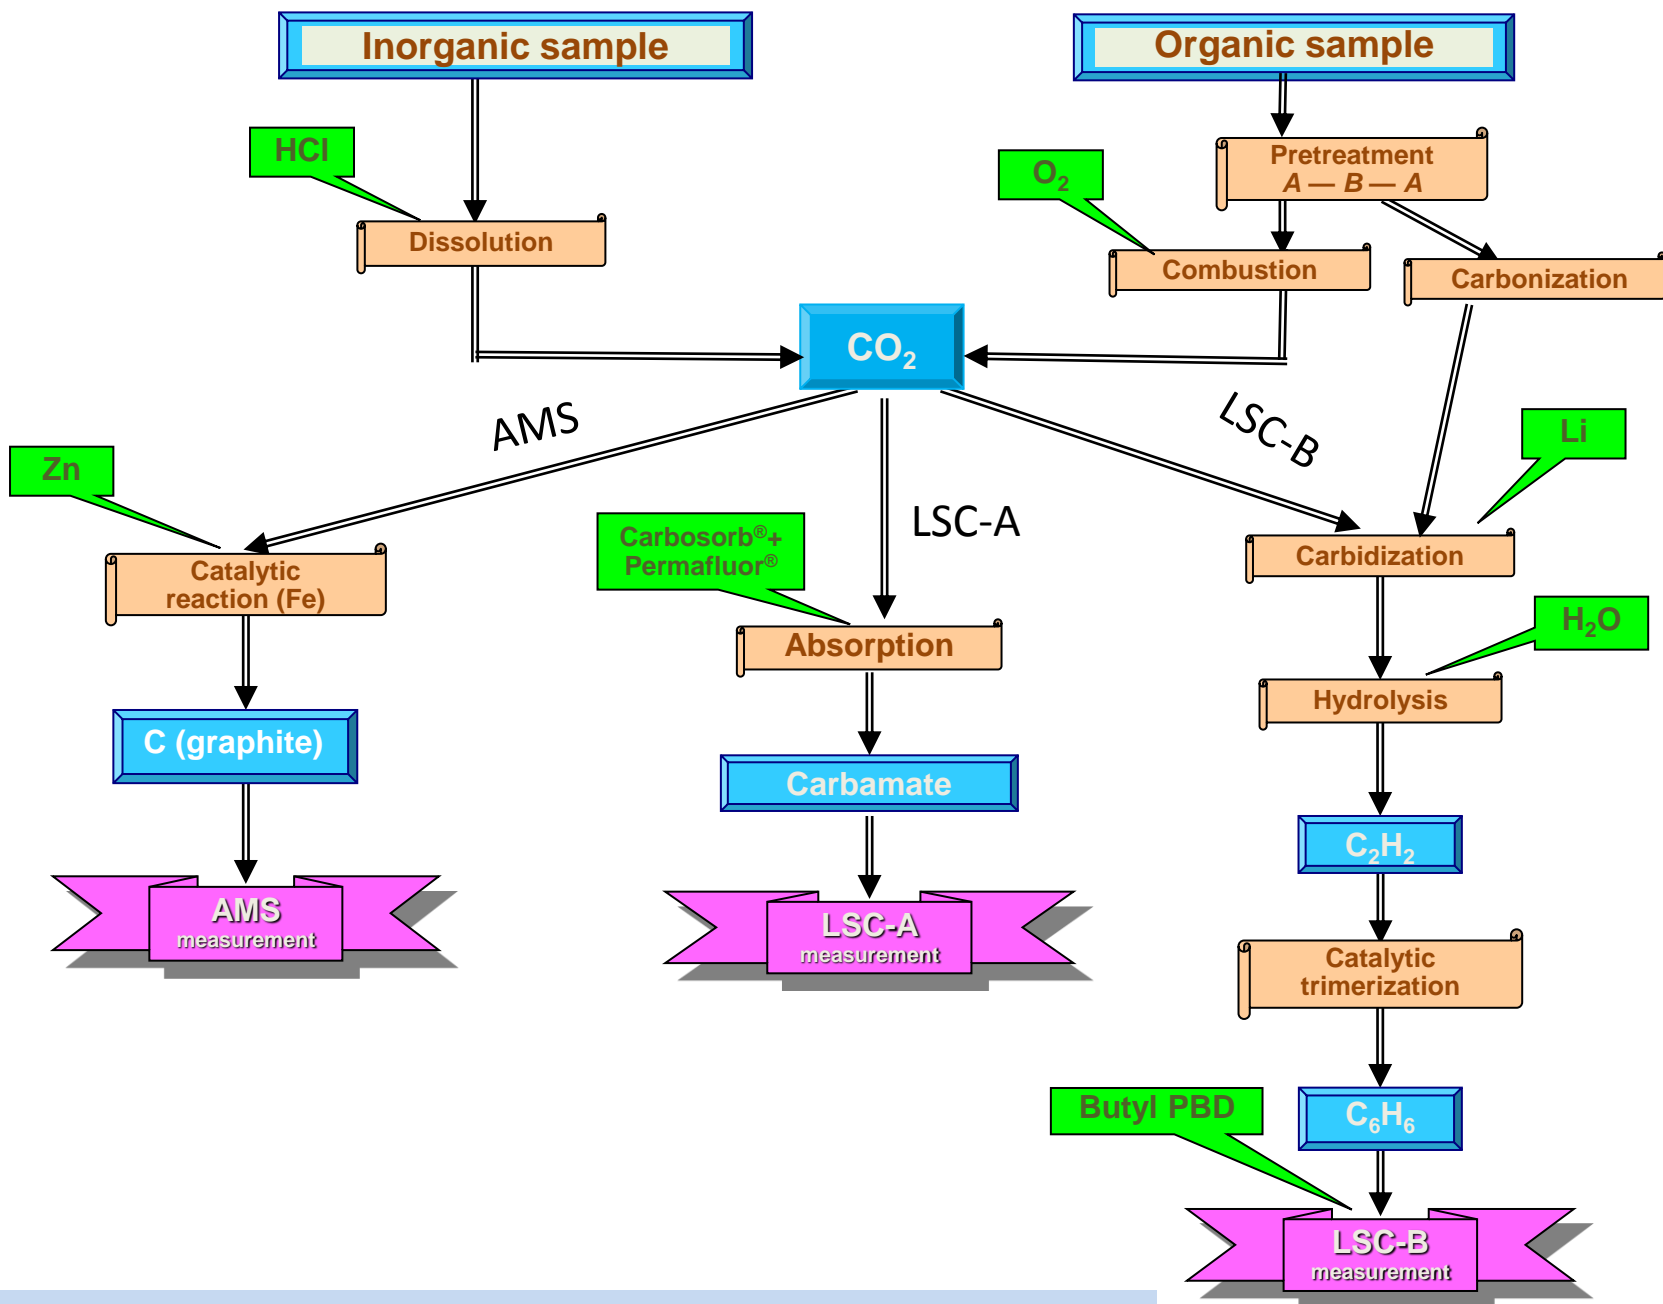 Inorganic sample
Organic sample
HCl
O₂
Pretreatment
A — B — A
Dissolution
Combustion
Carbonization
CO₂
AMS
LSC-B
LSC-A
Zn
Li
Carbosorb®+
Permafluor®
Catalytic
reaction (Fe)
Carbidization
H₂O
Absorption
Hydrolysis
C (graphite)
Carbamate
C₂H₂
AMS
measurement
LSC-A
measurement
Catalytic
trimerization
Butyl PBD
C₆H₆
LSC-B
measurement